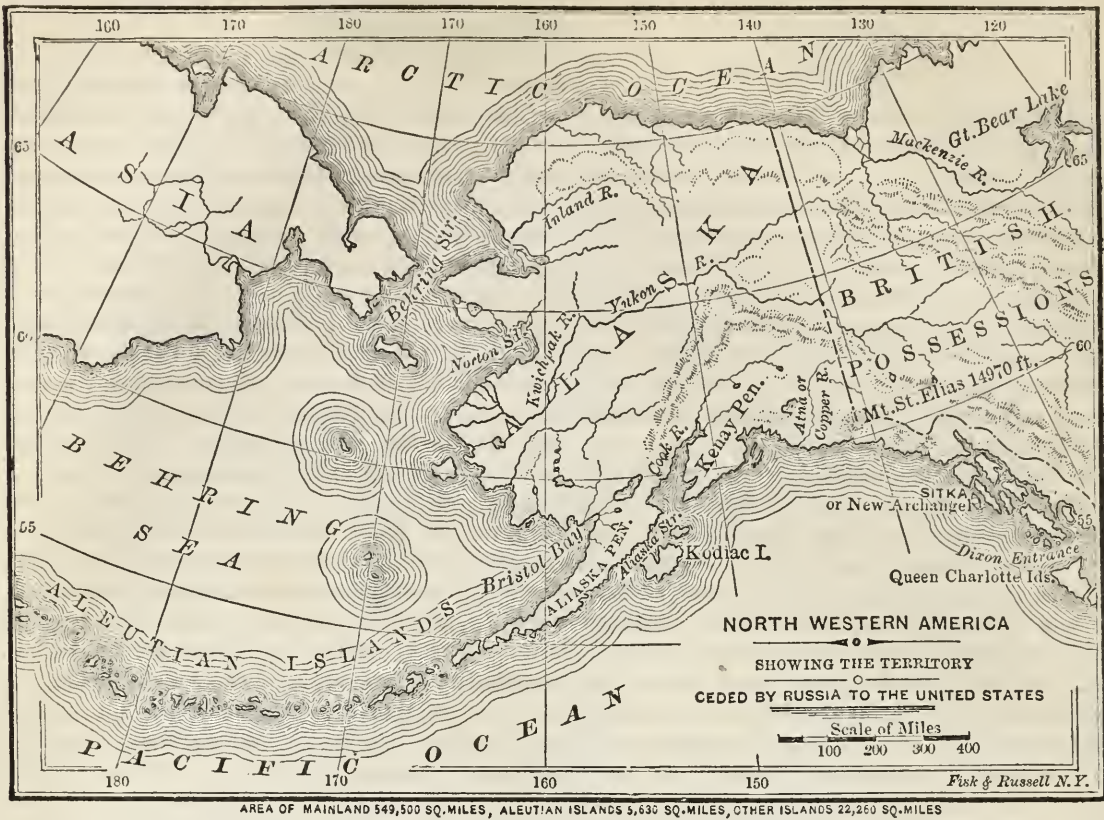 160 170 180 170 160 150 140 130 120
ARCTIC OCEAN
ASIA
65
Gt. Bear Lake
Mackenzie R.
65
Inland R.
Behring Str.
ALASKA
Yukon R.
BRITISH
POSSESSIONS
60
Norton Sd.
Kwichpak R.
60
Mt. St. Elias 14970 ft.
Atna or
Copper R.
Kenay Pen.
Cook R.
BEHRING
SEA
SITKA
or New Archangel
55
55
Dixon Entrance
Queen Charlotte Ids.
Bristol Bay
ALIASKA PEN.
Aliaska Str.
Kodiac I.
ALEUTIAN ISLANDS
NORTH WESTERN AMERICA
SHOWING THE TERRITORY
CEDED BY RUSSIA TO THE UNITED STATES
Scale of Miles
100 200 300 400
PACIFIC OCEAN
180 170 160 150
Fisk & Russell N.Y.
AREA OF MAINLAND 549,500 SQ.MILES, ALEUTIAN ISLANDS 5,630 SQ.MILES, OTHER ISLANDS 22,260 SQ.MILES